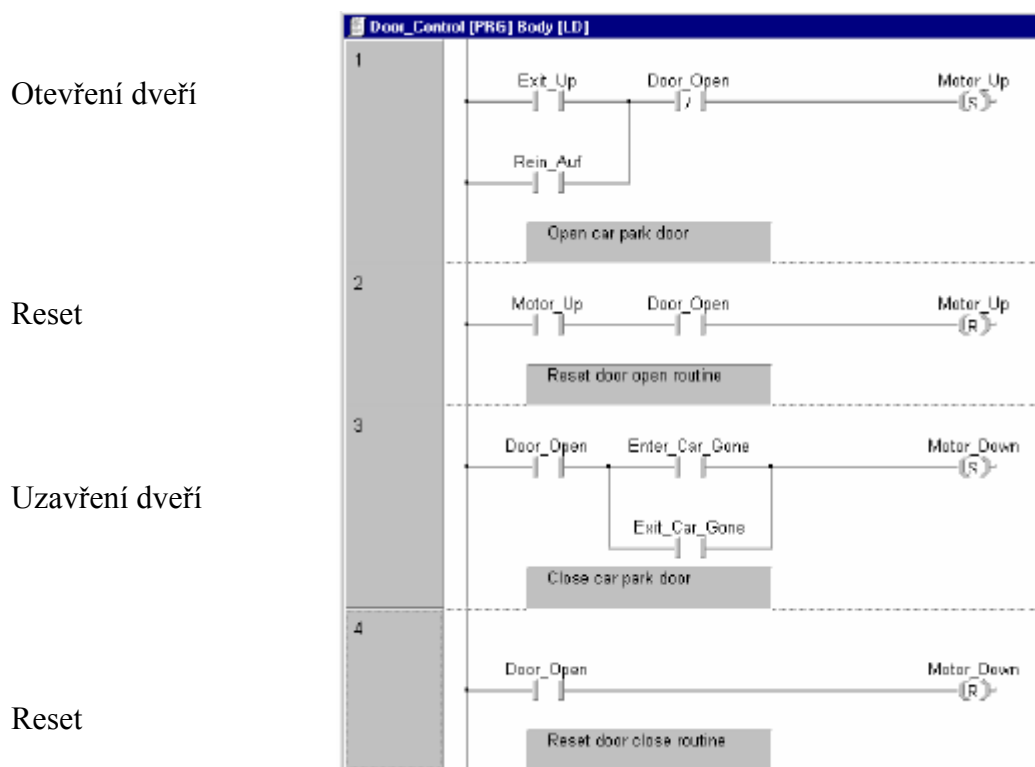 Door_Control [PRG] Body [LD]
Otevření dveří
1
Exit_Up
Door_Open
Motor_Up
S
Rein_Auf
Open car park door
Reset
2
Motor_Up
Door_Open
Motor_Up
R
Reset door open routine
Uzavření dveří
3
Door_Open
Enter_Car_Gone
Motor_Down
S
Exit_Car_Gone
Close car park door
Reset
4
Door_Open
Motor_Down
R
Reset door close routine